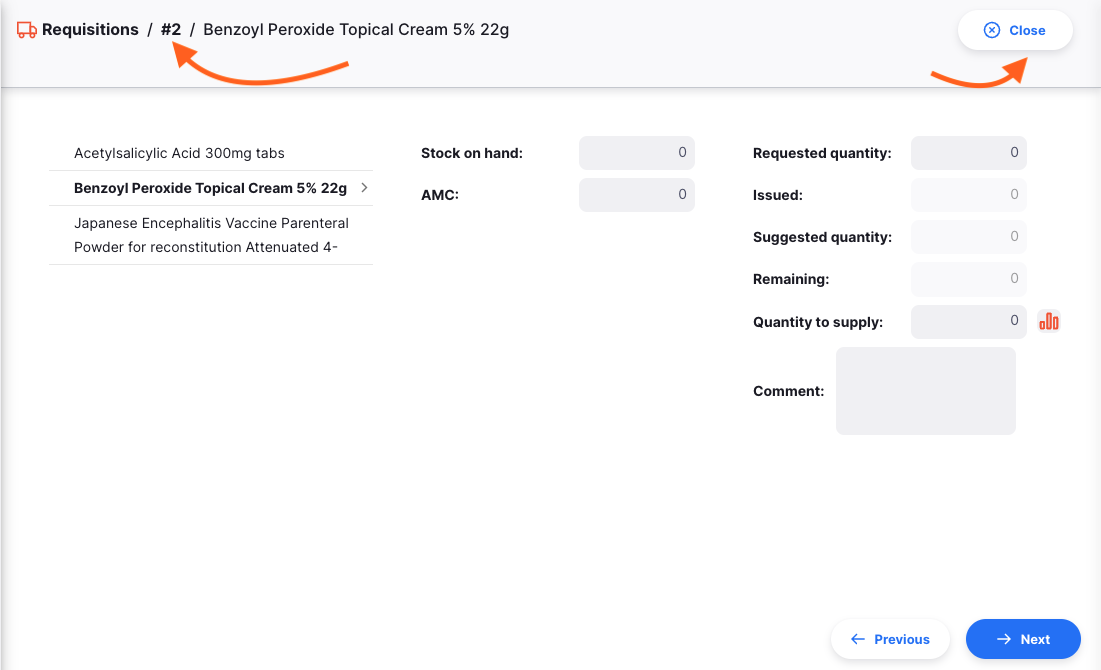 Requisitions / #2 / Benzoyl Peroxide Topical Cream 5% 22g
Close
Acetylsalicylic Acid 300mg tabs
Benzoyl Peroxide Topical Cream 5% 22g
Japanese Encephalitis Vaccine Parenteral
Powder for reconstitution Attenuated 4-
Stock on hand: 0
AMC: 0
Requested quantity: 0
Issued: 0
Suggested quantity: 0
Remaining: 0
Quantity to supply: 0
Comment:
Previous
Next